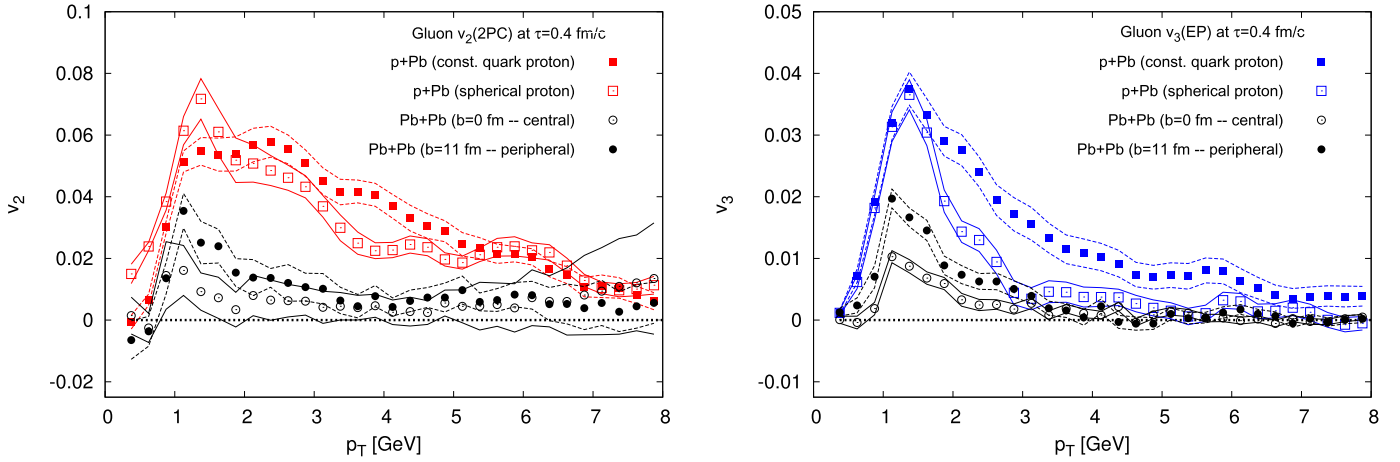 Gluon v2(2PC) at τ=0.4 fm/c
p+Pb (const. quark proton)
p+Pb (spherical proton)
Pb+Pb (b=0 fm -- central)
Pb+Pb (b=11 fm -- peripheral)
0.1
0.08
0.06
0.04
0.02
0
-0.02
v2
0 1 2 3 4 5 6 7 8
pT [GeV]
Gluon v3(EP) at τ=0.4 fm/c
p+Pb (const. quark proton)
p+Pb (spherical proton)
Pb+Pb (b=0 fm -- central)
Pb+Pb (b=11 fm -- peripheral)
0.05
0.04
0.03
0.02
0.01
0
-0.01
v3
0 1 2 3 4 5 6 7 8
pT [GeV]